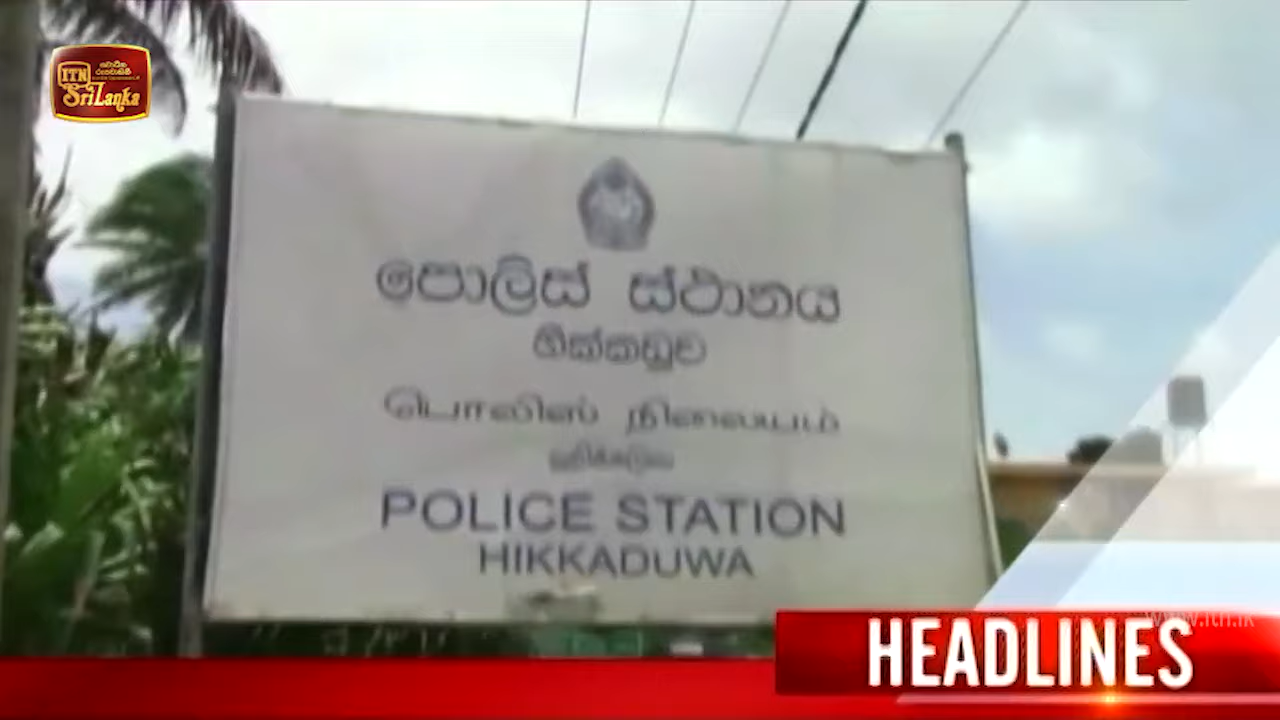 ITN
Sri Lanka
පොලිස් ස්ථානය
හික්කඩුව
பொலிஸ் நிலையம்
POLICE STATION
HIKKADUWA
www.itn.lk
HEADLINES